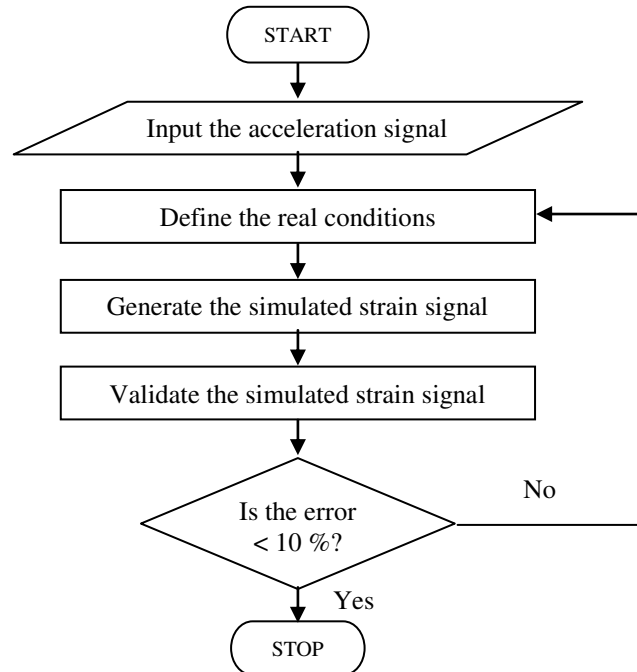 START
Input the acceleration signal
Define the real conditions
Generate the simulated strain signal
Validate the simulated strain signal
Is the error
< 10 %?
No
Yes
STOP